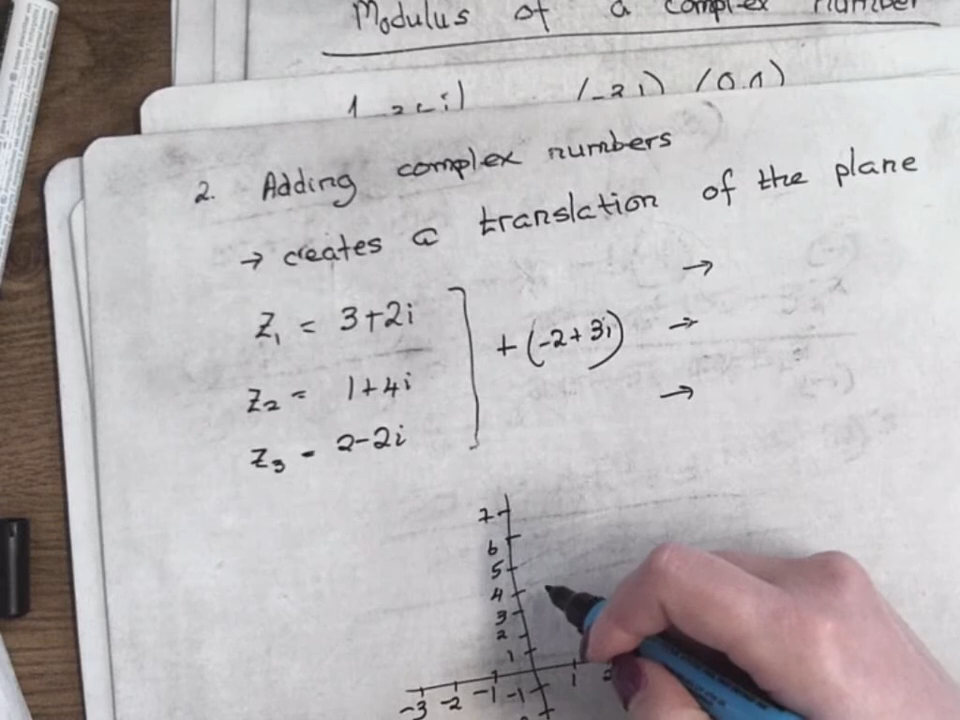 Modulus of a complex number
2. Adding complex numbers
→ creates a translation of the plane
→
Z₁ = 3+2i
+ (-2+3i) →
Z₂ = 1+4i
→
Z₃ = 2-2i
7
6
5
4
3
2
1
-3 -2 -1 -1 1 2